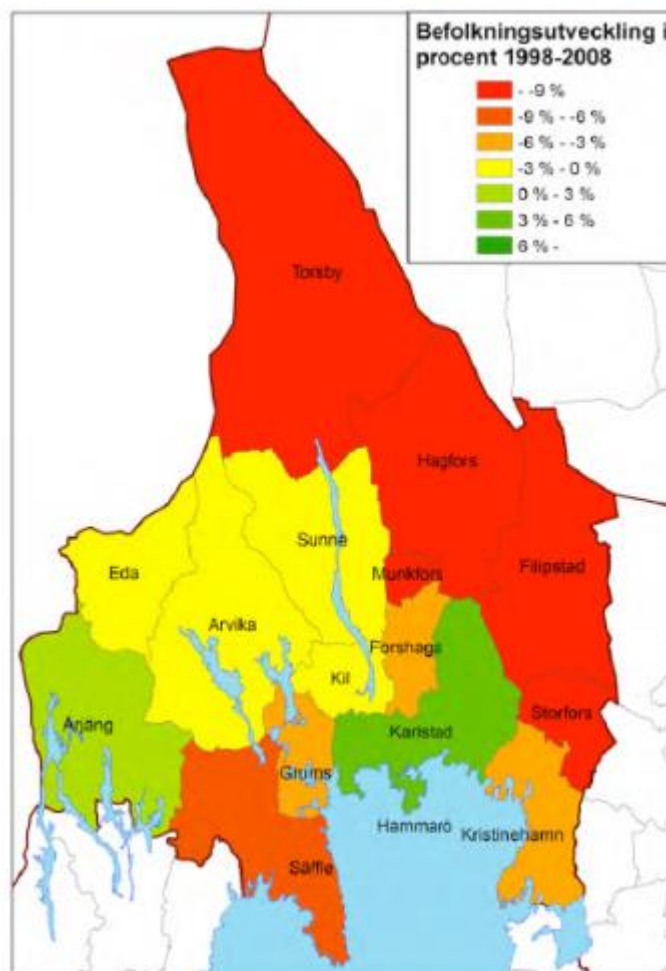 Befolkningsutveckling i
procent 1998-2008
- -9 %
-9 % - -6 %
-6 % - -3 %
-3% - 0 %
0 % - 3 %
3 % - 6 %
6 % -
Torsby
Hagfors
Sunne
Munkfors
Filipstad
Eda
Arvika
Forshaga
Kil
Storfors
Årjäng
Karlstad
Grums
Hammarö
Kristinehamn
Säffle